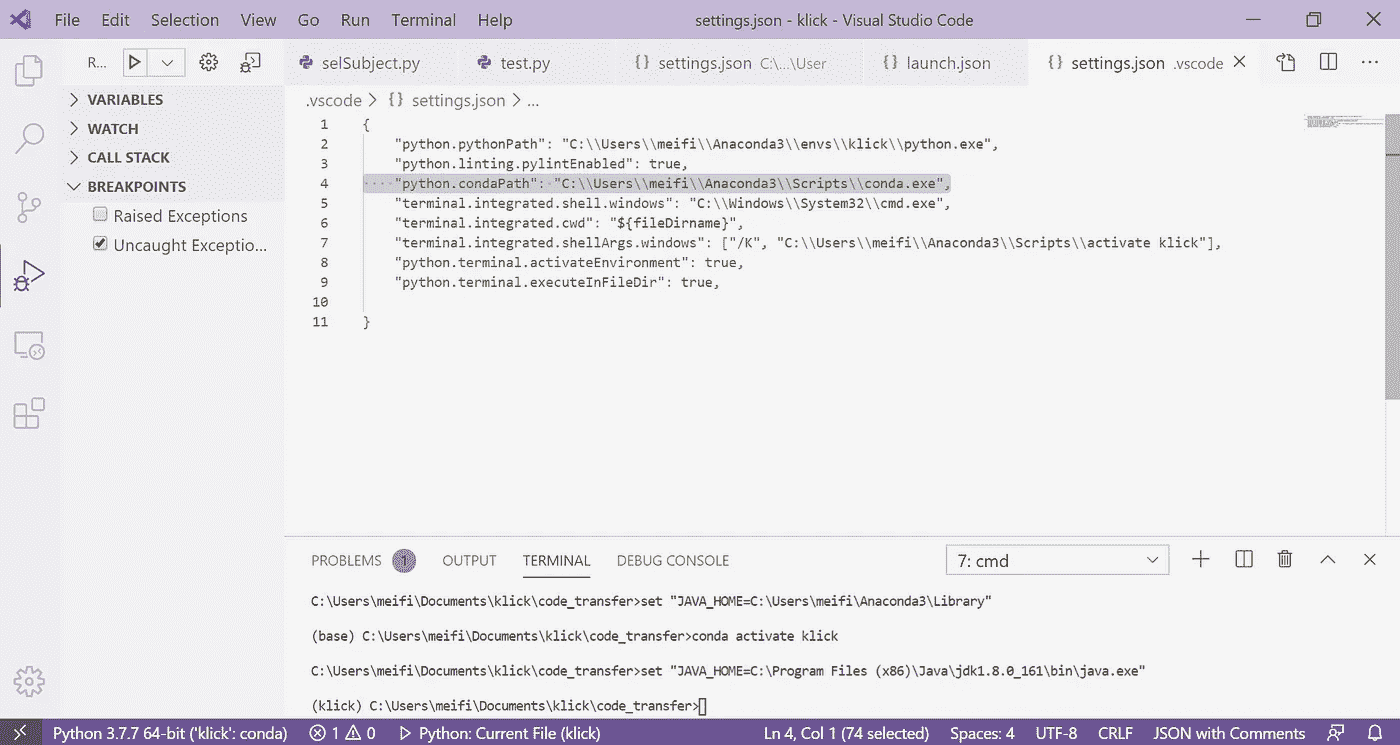 File Edit Selection View Go Run Terminal Help settings.json - klick - Visual Studio Code
R... selSubject.py test.py {} settings.json C:\...\User {} launch.json {} settings.json .vscode
.vscode > {} settings.json > ...
VARIABLES
WATCH
CALL STACK
BREAKPOINTS
Raised Exceptions
Uncaught Exceptio...
1 {
2 "python.pythonPath": "C:\\Users\\meifi\\Anaconda3\\envs\\klick\\python.exe",
3 "python.linting.pylintEnabled": true,
4 "python.condaPath": "C:\\Users\\meifi\\Anaconda3\\Scripts\\conda.exe",
5 "terminal.integrated.shell.windows": "C:\\Windows\\System32\\cmd.exe",
6 "terminal.integrated.cwd": "${fileDirname}",
7 "terminal.integrated.shellArgs.windows": ["/K", "C:\\Users\\meifi\\Anaconda3\\Scripts\\activate klick"],
8 "python.terminal.activateEnvironment": true,
9 "python.terminal.executeInFileDir": true,
10
11 }
PROBLEMS 1 OUTPUT TERMINAL DEBUG CONSOLE 7: cmd
C:\Users\meifi\Documents\klick\code_transfer>set "JAVA_HOME=C:\Users\meifi\Anaconda3\Library"
(base) C:\Users\meifi\Documents\klick\code_transfer>conda activate klick
C:\Users\meifi\Documents\klick\code_transfer>set "JAVA_HOME=C:\Program Files (x86)\Java\jdk1.8.0_161\bin\java.exe"
(klick) C:\Users\meifi\Documents\klick\code_transfer>
Python 3.7.7 64-bit ('klick': conda) 1 0 Python: Current File (klick) Ln 4, Col 1 (74 selected) Spaces: 4 UTF-8 CRLF JSON with Comments